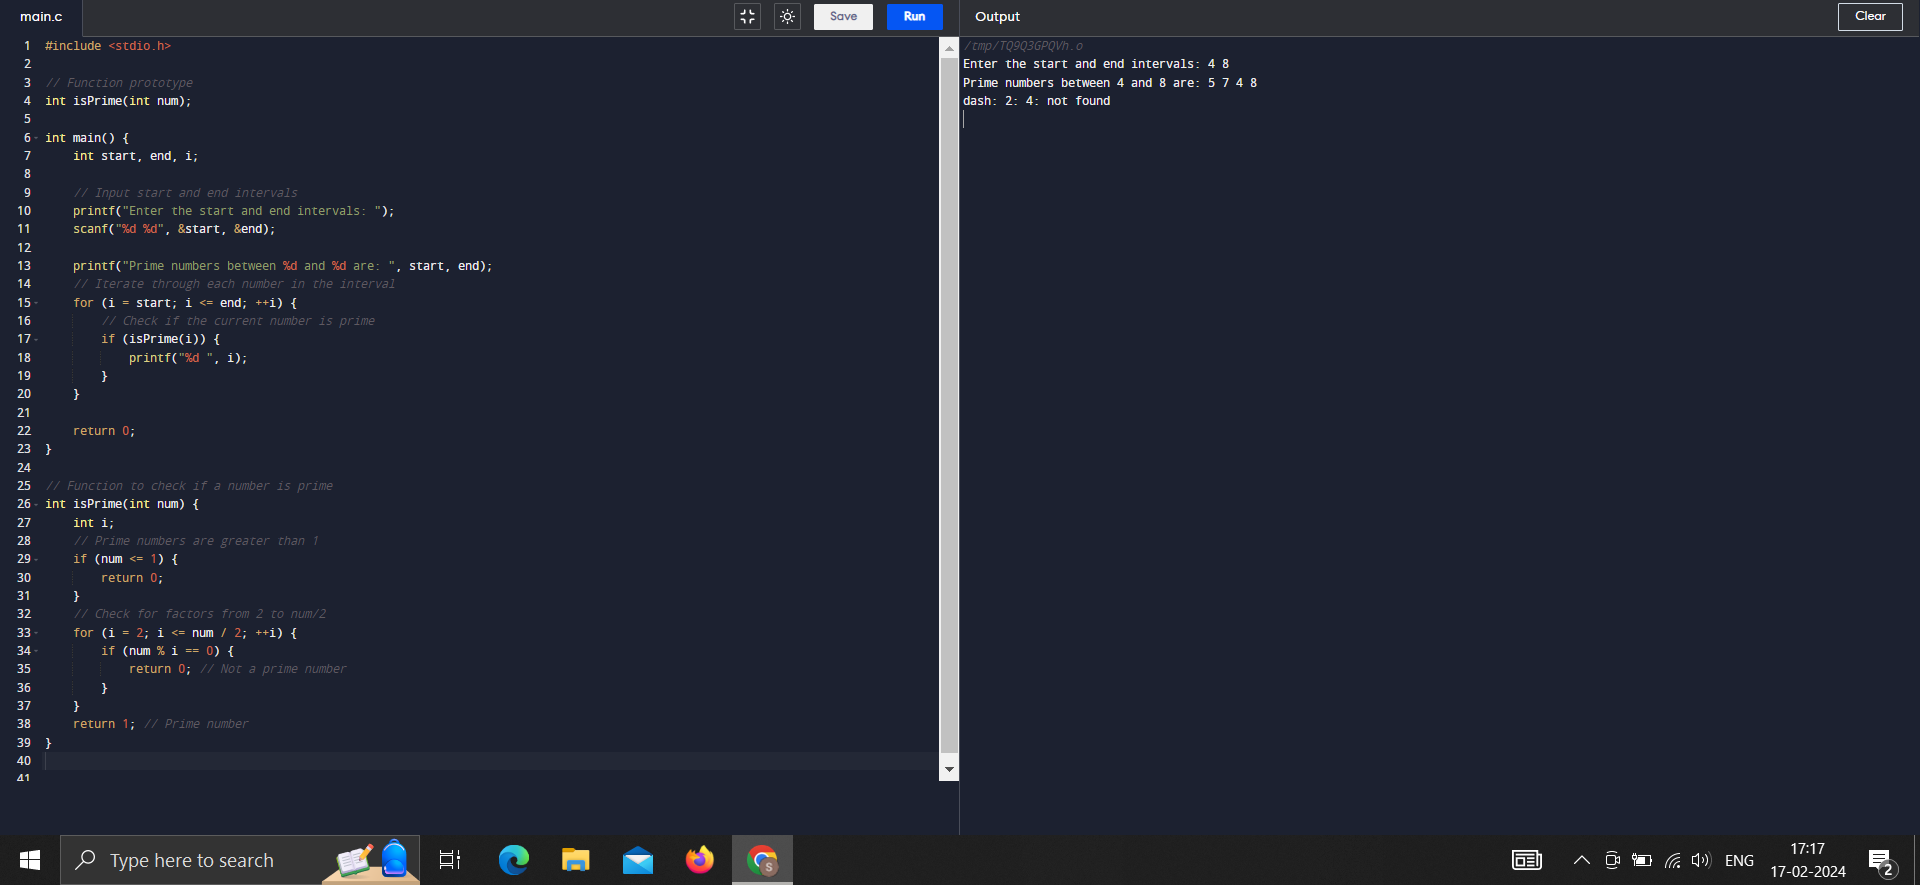 main.c
Save
Run
Output
Clear
1 #include <stdio.h>
2
3 // Function prototype
4 int isPrime(int num);
5
6 int main() {
7     int start, end, i;
8
9     // Input start and end intervals
10     printf("Enter the start and end intervals: ");
11     scanf("%d %d", &start, &end);
12
13     printf("Prime numbers between %d and %d are: ", start, end);
14     // Iterate through each number in the interval
15     for (i = start; i <= end; ++i) {
16         // Check if the current number is prime
17         if (isPrime(i)) {
18             printf("%d ", i);
19         }
20     }
21
22     return 0;
23 }
24
25 // Function to check if a number is prime
26 int isPrime(int num) {
27     int i;
28     // Prime numbers are greater than 1
29     if (num <= 1) {
30         return 0;
31     }
32     // Check for factors from 2 to num/2
33     for (i = 2; i <= num / 2; ++i) {
34         if (num % i == 0) {
35             return 0; // Not a prime number
36         }
37     }
38     return 1; // Prime number
39 }
40
41
/tmp/TQ9Q3GPQVh.o
Enter the start and end intervals: 4 8
Prime numbers between 4 and 8 are: 5 7 4 8
dash: 2: 4: not found
Type here to search
S
ENG
17:17
17-02-2024
2